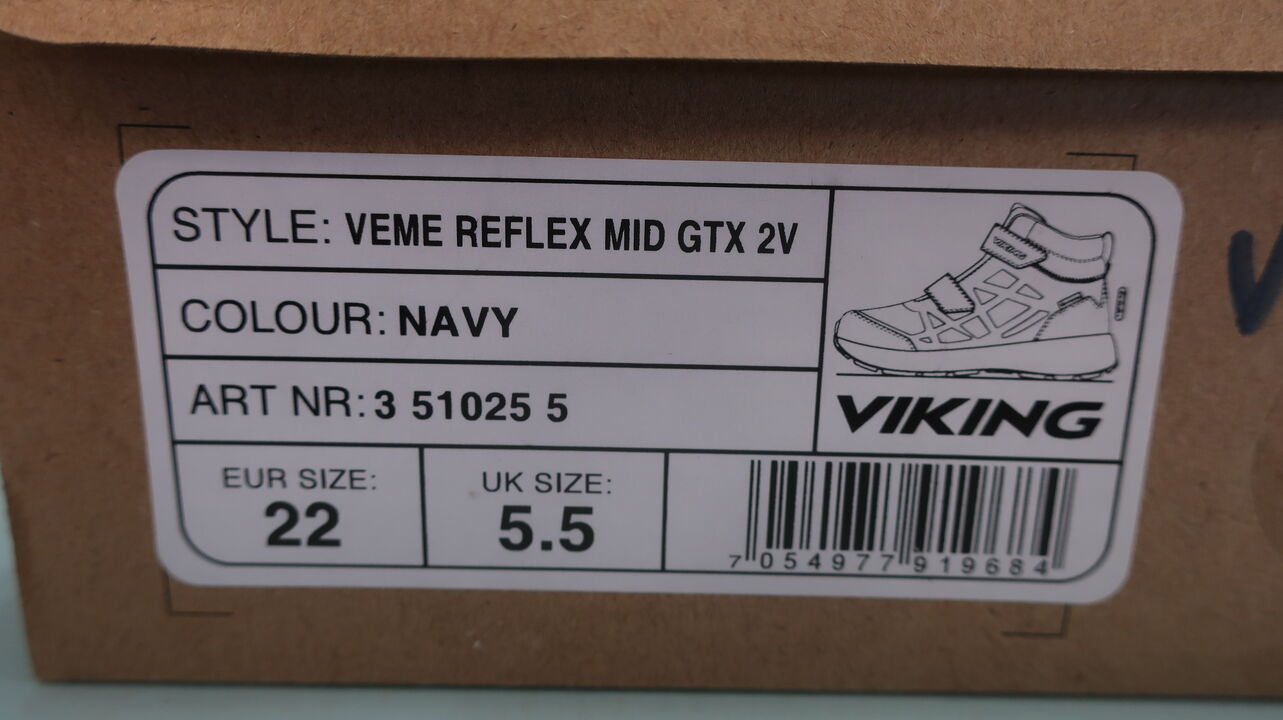 STYLE: VEME REFLEX MID GTX 2V
COLOUR: NAVY
ART NR: 3 51025 5
VIKING
VIKING
EUR SIZE:
22
UK SIZE:
5.5
7 054977 919684